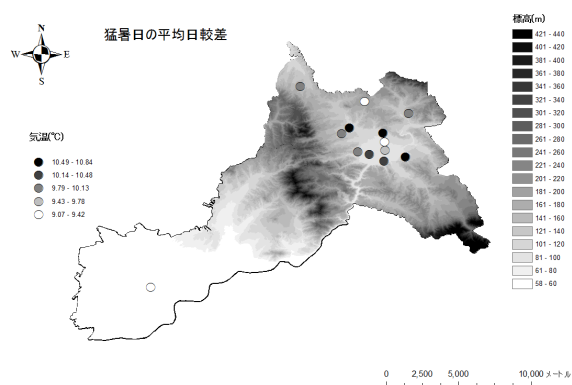 猛暑日の平均日較差
N
W E
S
気温(℃)
10.49 - 10.84
10.14 - 10.48
9.79 - 10.13
9.43 - 9.78
9.07 - 9.42
標高(m)
421 - 440
401 - 420
381 - 400
361 - 380
341 - 360
321 - 340
301 - 320
281 - 300
261 - 280
241 - 260
221 - 240
201 - 220
181 - 200
161 - 180
141 - 160
121 - 140
101 - 120
81 - 100
61 - 80
58 - 60
0 2,500 5,000 10,000 メートル